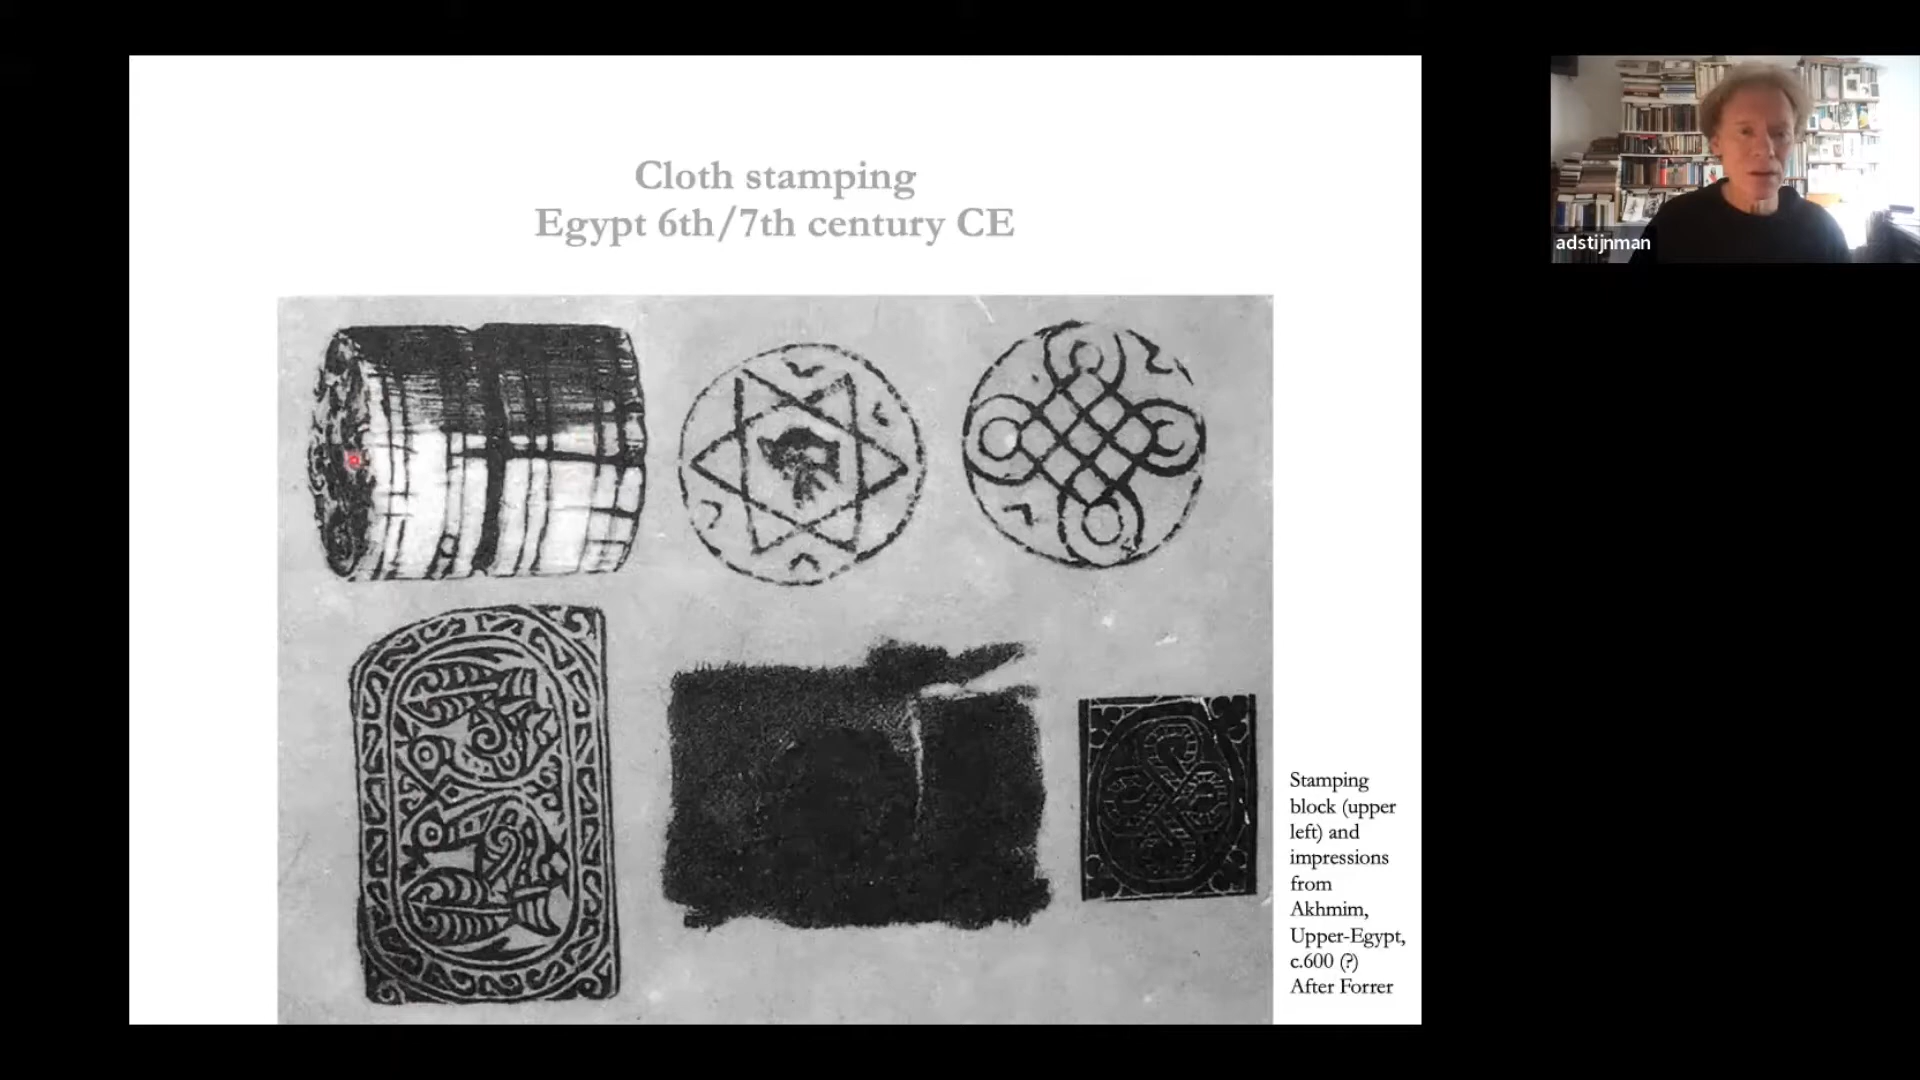 Cloth stamping
Egypt 6th/7th century CE
adstijnman
Stamping
block (upper
left) and
impressions
from
Akhmim,
Upper-Egypt,
c.600 (?)
After Forrer